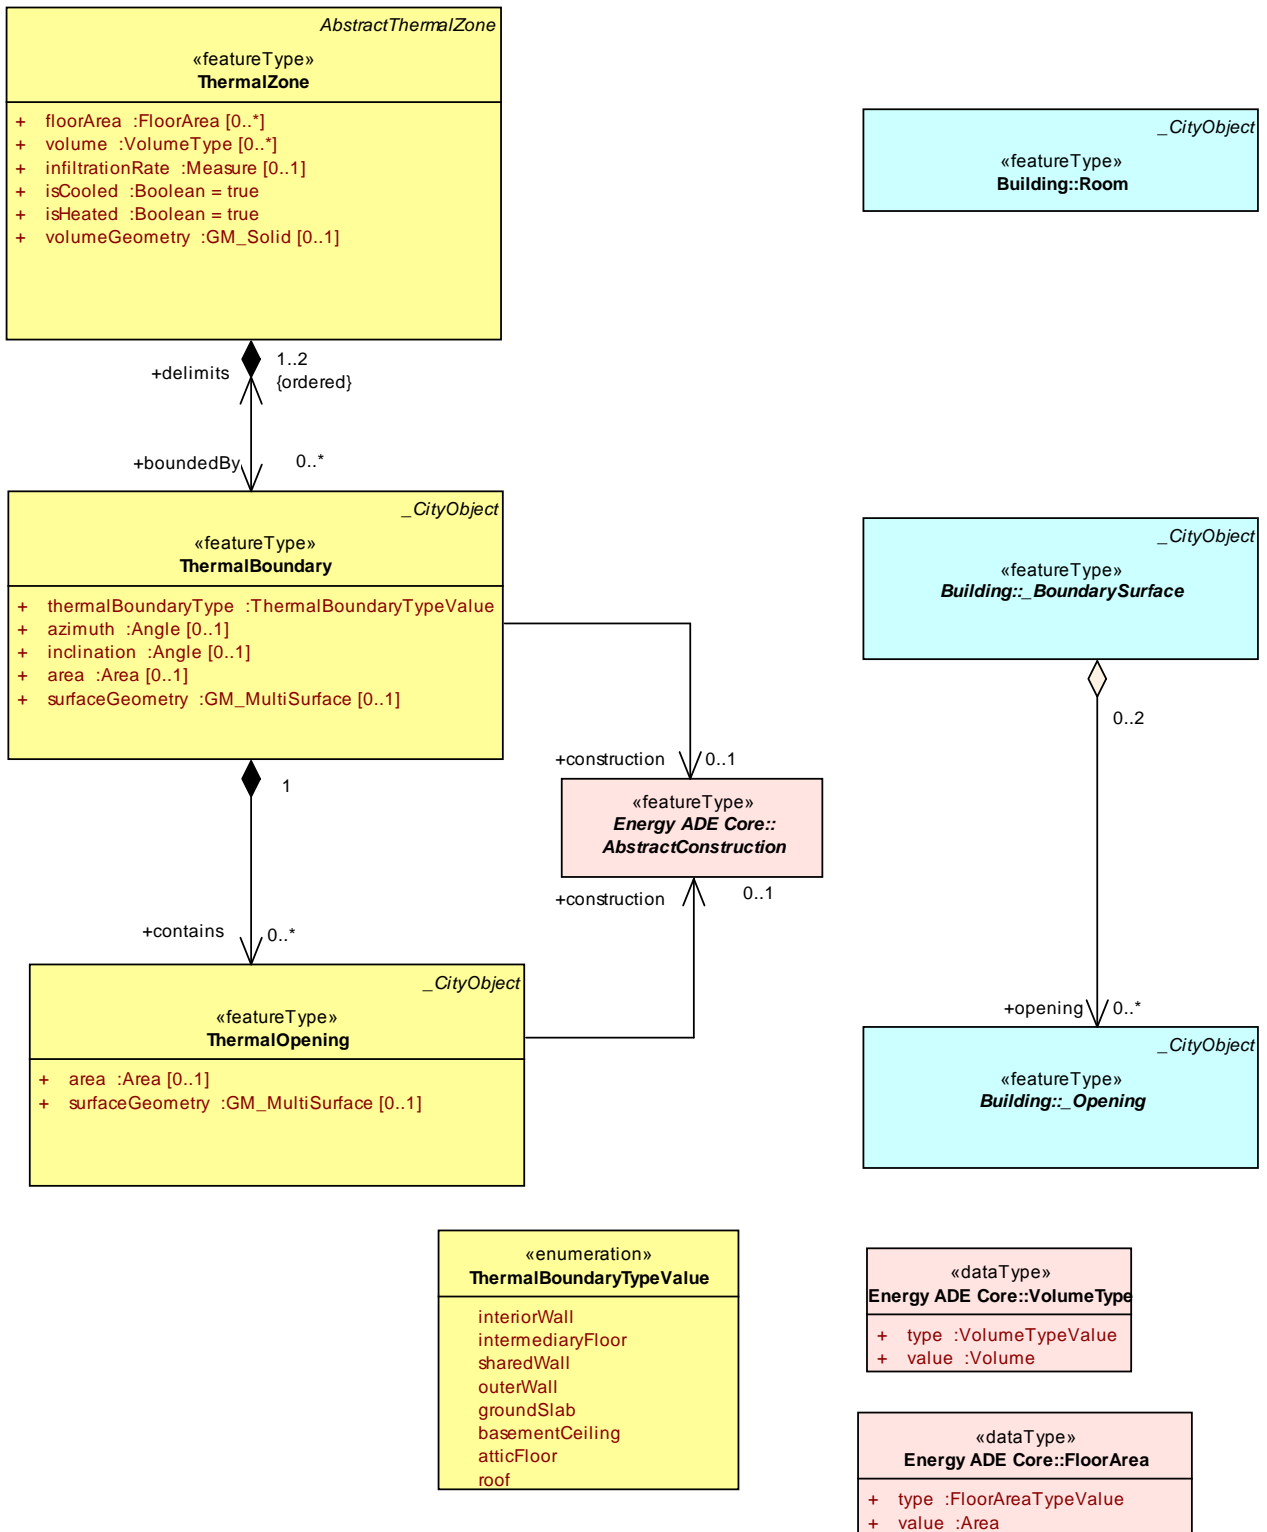 AbstractThermalZone
«featureType»
ThermalZone
+ floorArea :FloorArea [0..*]
+ volume :VolumeType [0..*]
+ infiltrationRate :Measure [0..1]
+ isCooled :Boolean = true
+ isHeated :Boolean = true
+ volumeGeometry :GM_Solid [0..1]
_CityObject
«featureType»
Building::Room
+delimits
1..2
{ordered}
+boundedBy
0..*
_CityObject
«featureType»
ThermalBoundary
+ thermalBoundaryType :ThermalBoundaryTypeValue
+ azimuth :Angle [0..1]
+ inclination :Angle [0..1]
+ area :Area [0..1]
+ surfaceGeometry :GM_MultiSurface [0..1]
_CityObject
«featureType»
Building::_BoundarySurface
0..2
+construction
0..1
1
«featureType»
Energy ADE Core::
AbstractConstruction
+construction
0..1
+contains
0..*
_CityObject
«featureType»
ThermalOpening
+ area :Area [0..1]
+ surfaceGeometry :GM_MultiSurface [0..1]
+opening
0..*
_CityObject
«featureType»
Building::_Opening
«enumeration»
ThermalBoundaryTypeValue
interiorWall
intermediaryFloor
sharedWall
outerWall
groundSlab
basementCeiling
atticFloor
roof
«dataType»
Energy ADE Core::VolumeType
+ type :VolumeTypeValue
+ value :Volume
«dataType»
Energy ADE Core::FloorArea
+ type :FloorAreaTypeValue
+ value :Area